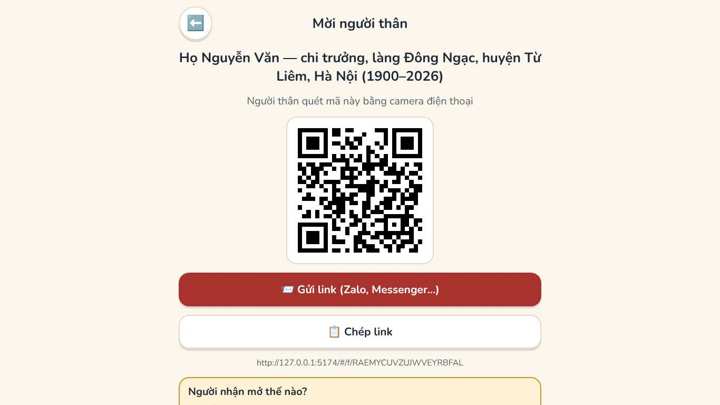 Mời người thân
Họ Nguyễn Văn — chi trưởng, làng Đông Ngạc, huyện Từ
Liêm, Hà Nội (1900–2026)
Người thân quét mã này bằng camera điện thoại
Gửi link (Zalo, Messenger...)
Chép link
http://127.0.0.1:5174/#/f/RAEMYCUVZUJWVEYRBFAL
Người nhận mở thế nào?